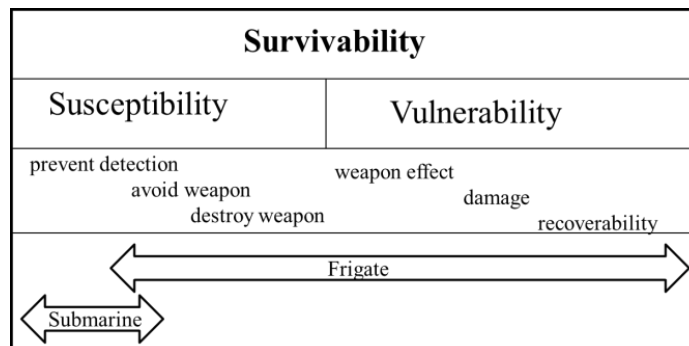 Survivability
Susceptibility
Vulnerability
prevent detection
avoid weapon
destroy weapon
weapon effect
damage
recoverability
Frigate
Submarine